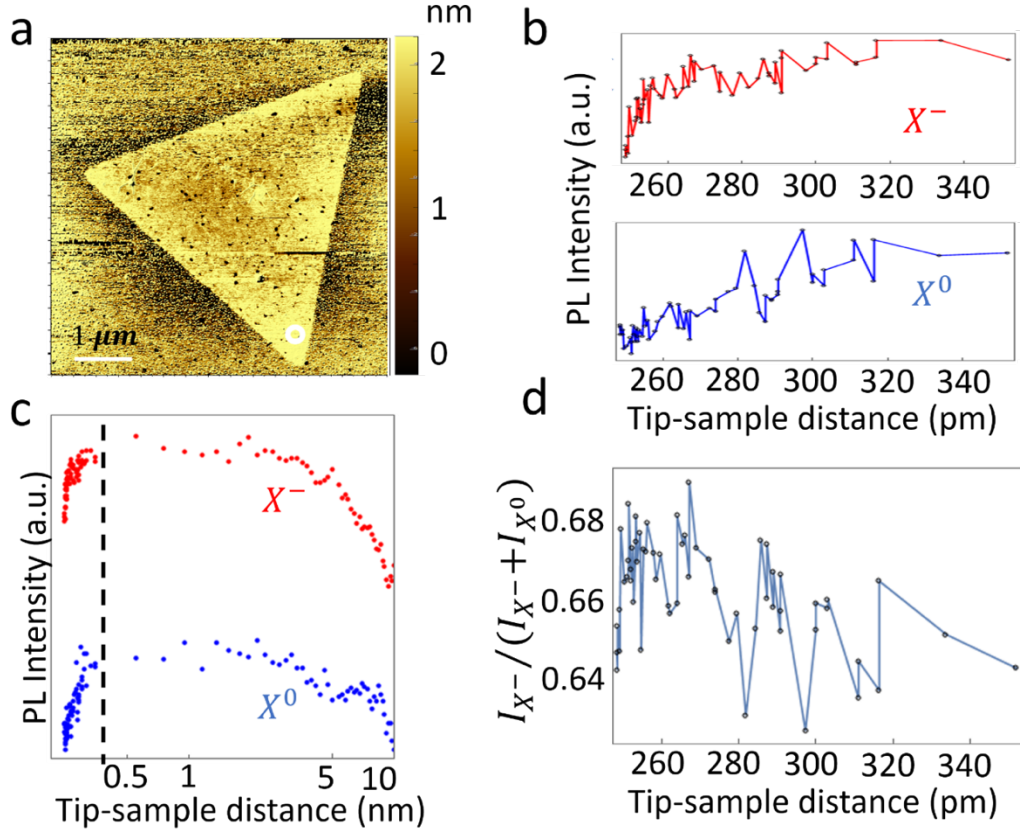 a
nm
2
1
0
1 μm
b
PL Intensity (a.u.)
X⁻
260 280 300 320 340
X⁰
260 280 300 320 340
Tip-sample distance (pm)
c
PL Intensity (a.u.)
X⁻
X⁰
0.5 1 5 10
Tip-sample distance (nm)
d
I_X⁻/(I_X⁻+I_X⁰)
0.68
0.66
0.64
260 280 300 320 340
Tip-sample distance (pm)